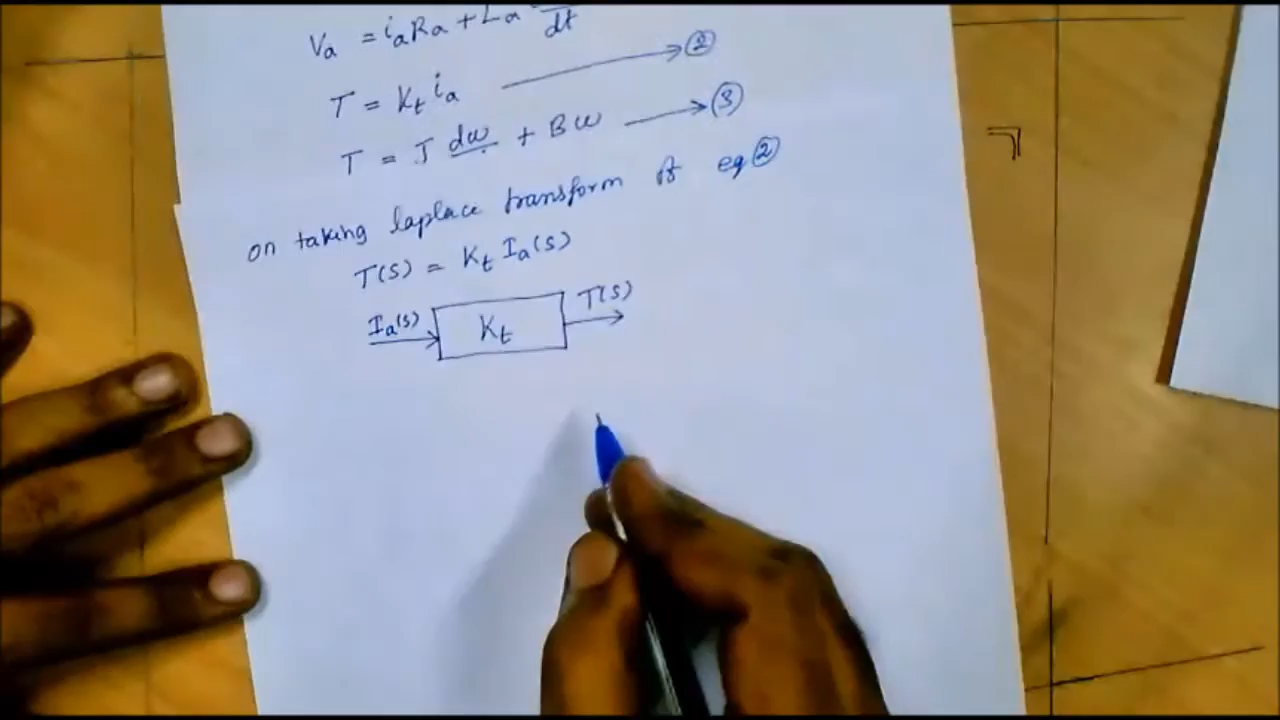 Va = iaRa + La
dt
T = Kt ia → ②
T = J dω + Bω → ③
on taking laplace transform of eq ②
T(S) = Kt Ia(S)
Ia(S) Kt T(S)